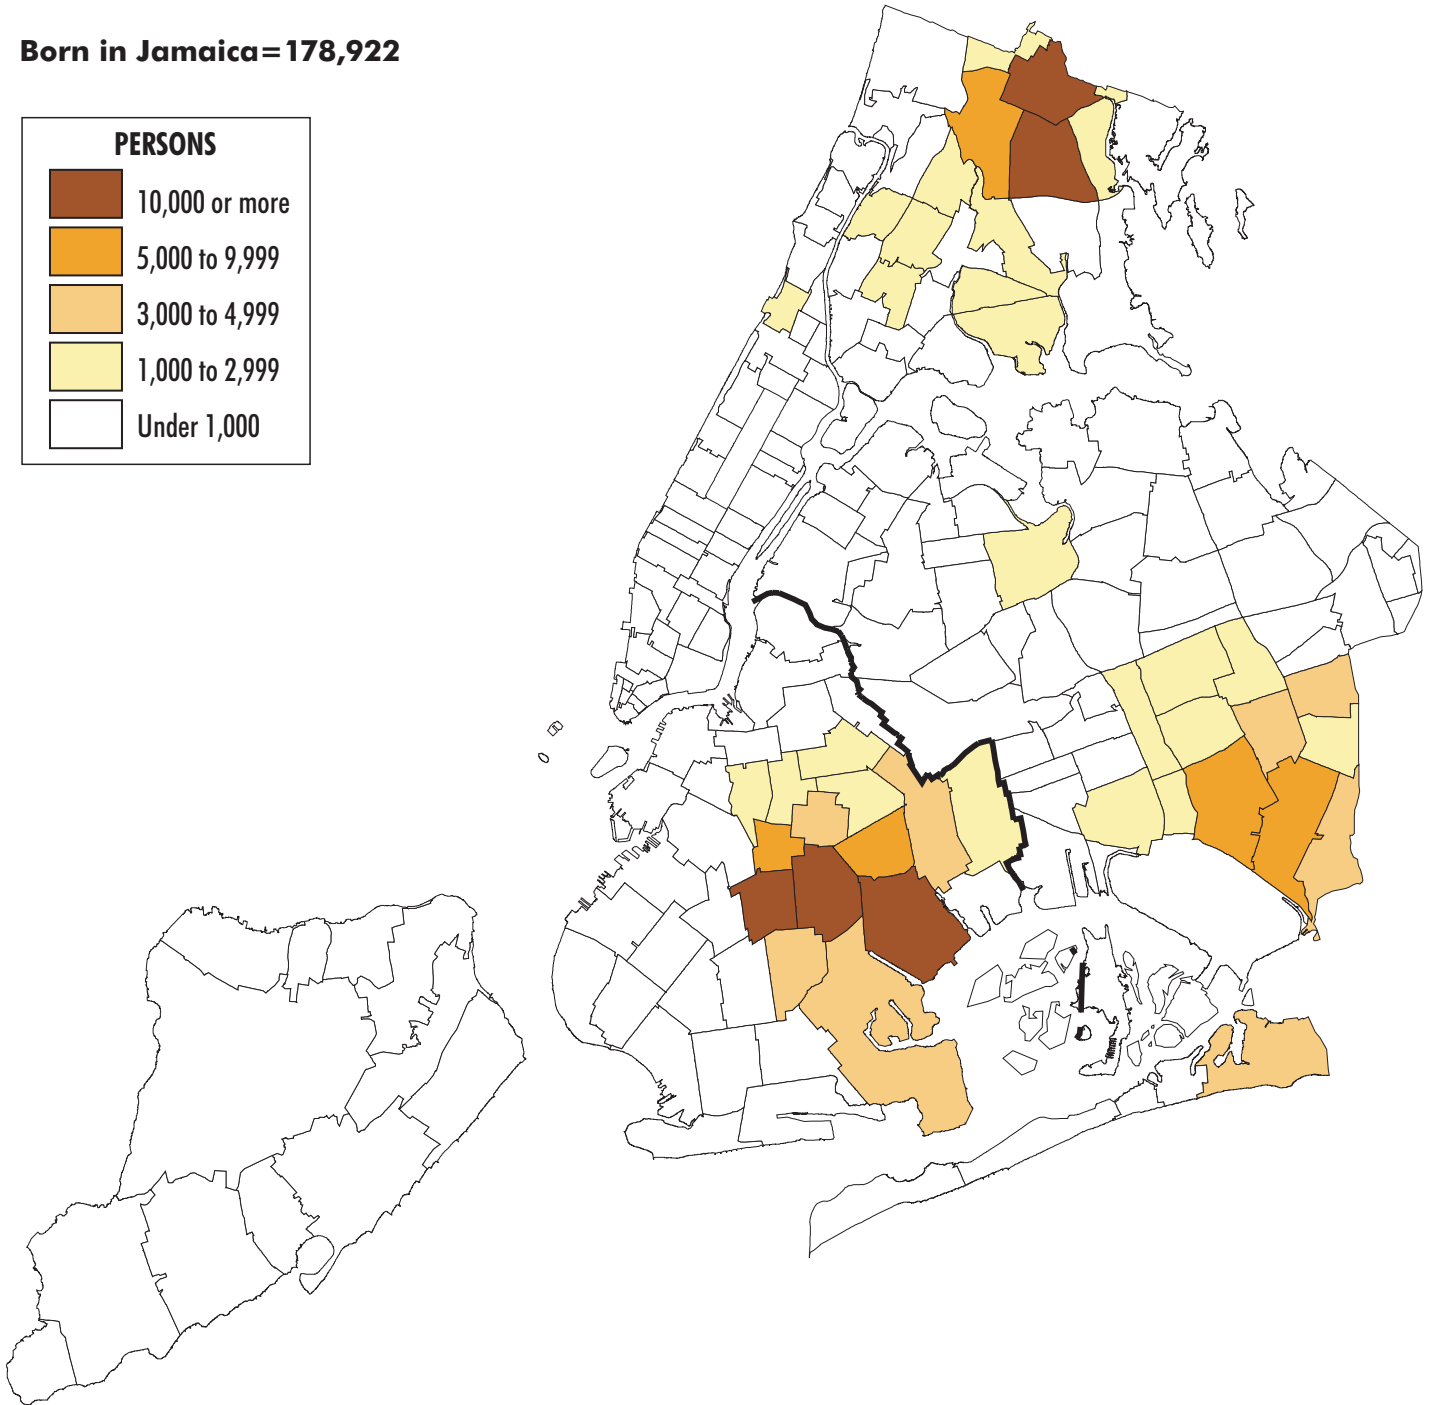 Born in Jamaica=178,922
PERSONS
10,000 or more
5,000 to 9,999
3,000 to 4,999
1,000 to 2,999
Under 1,000